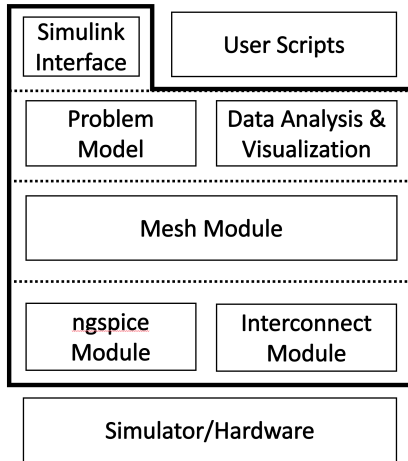 Simulink
Interface
User Scripts
Problem
Model
Data Analysis &
Visualization
Mesh Module
ngspice
Module
Interconnect
Module
Simulator/Hardware